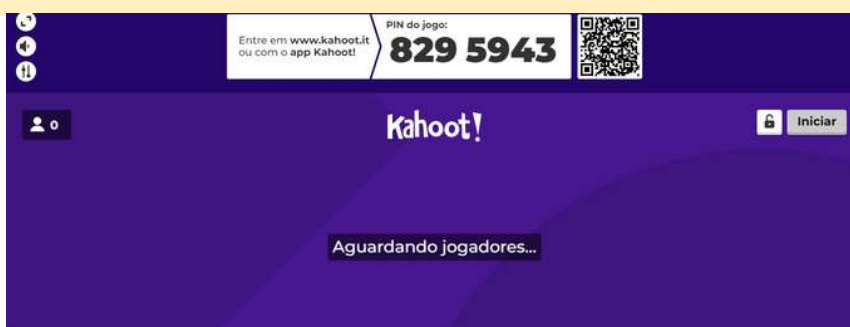 Entre em www.kahoot.it
ou com o app Kahoot!
PIN do jogo:
829 5943
0
Kahoot!
Iniciar
Aguardando jogadores...